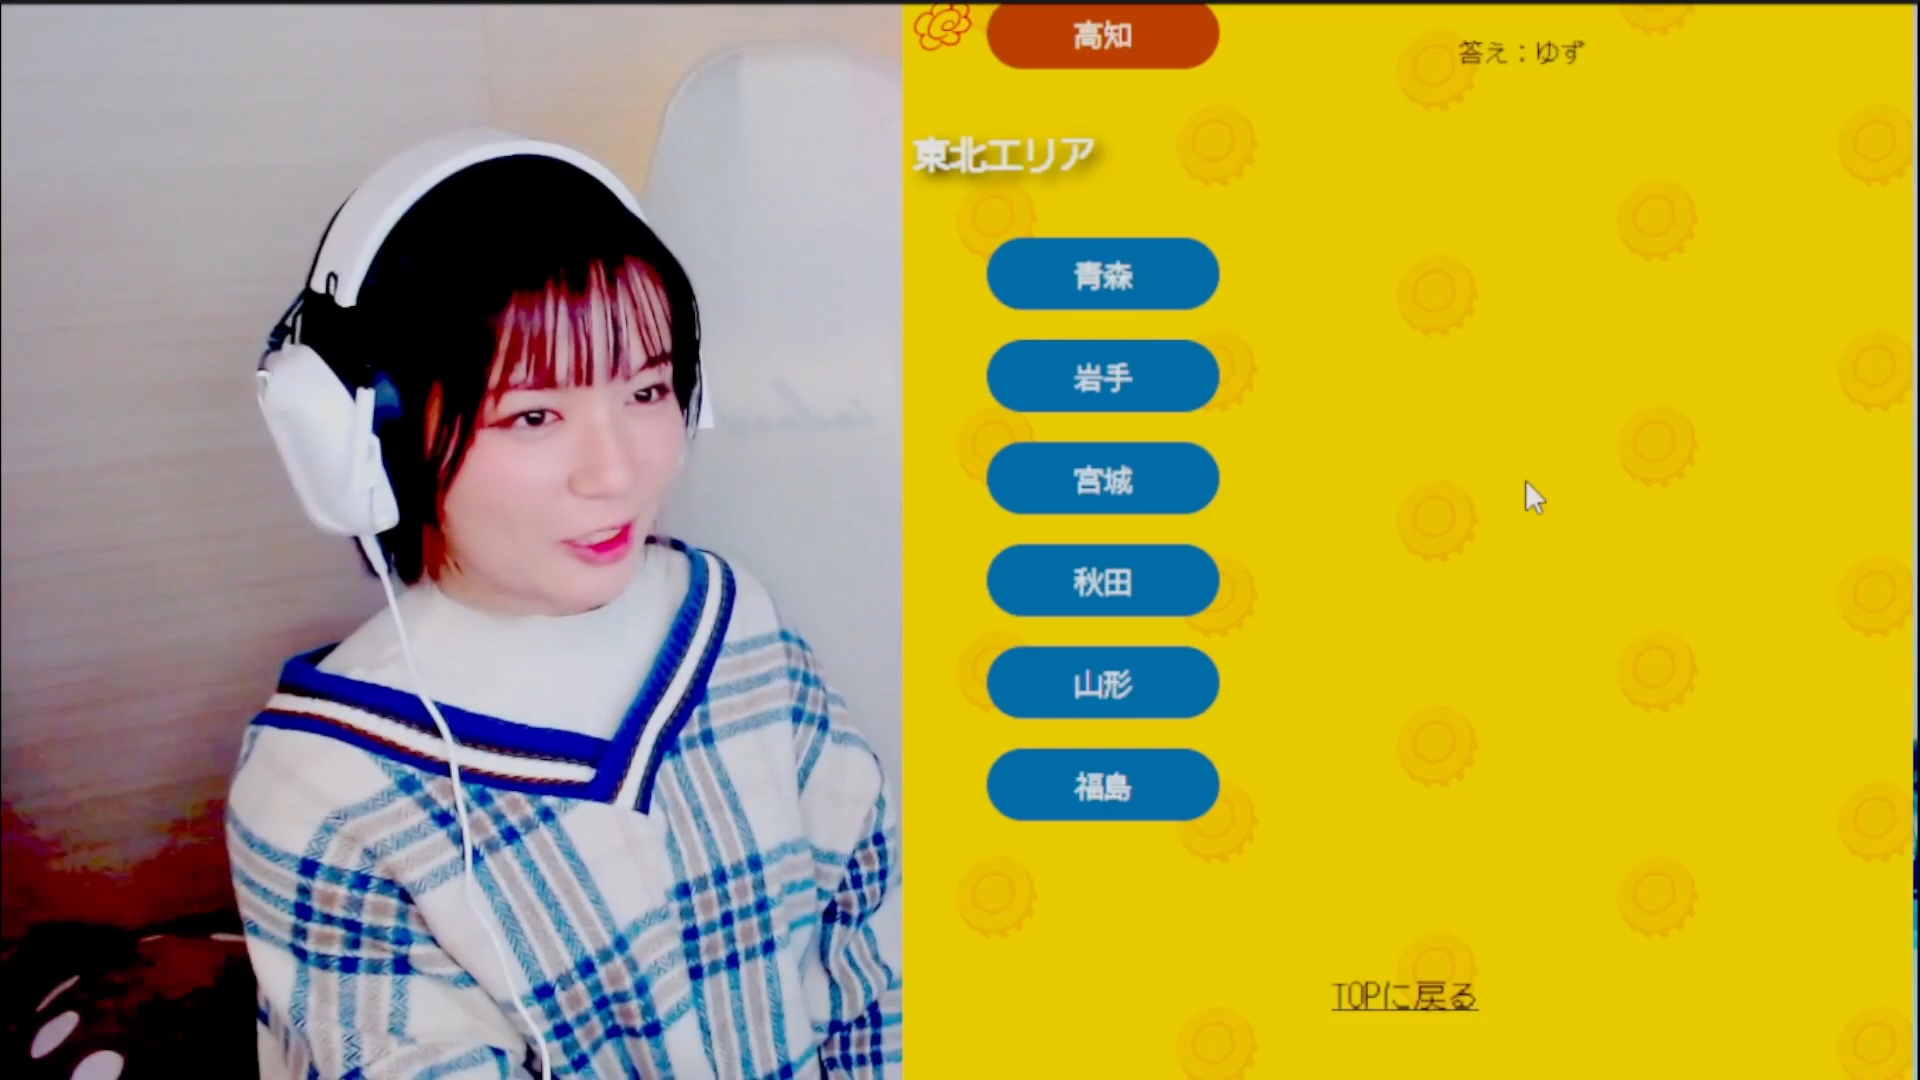 高知
答え：ゆず
東北エリア
青森
岩手
宮城
秋田
山形
福島
TOPに戻る